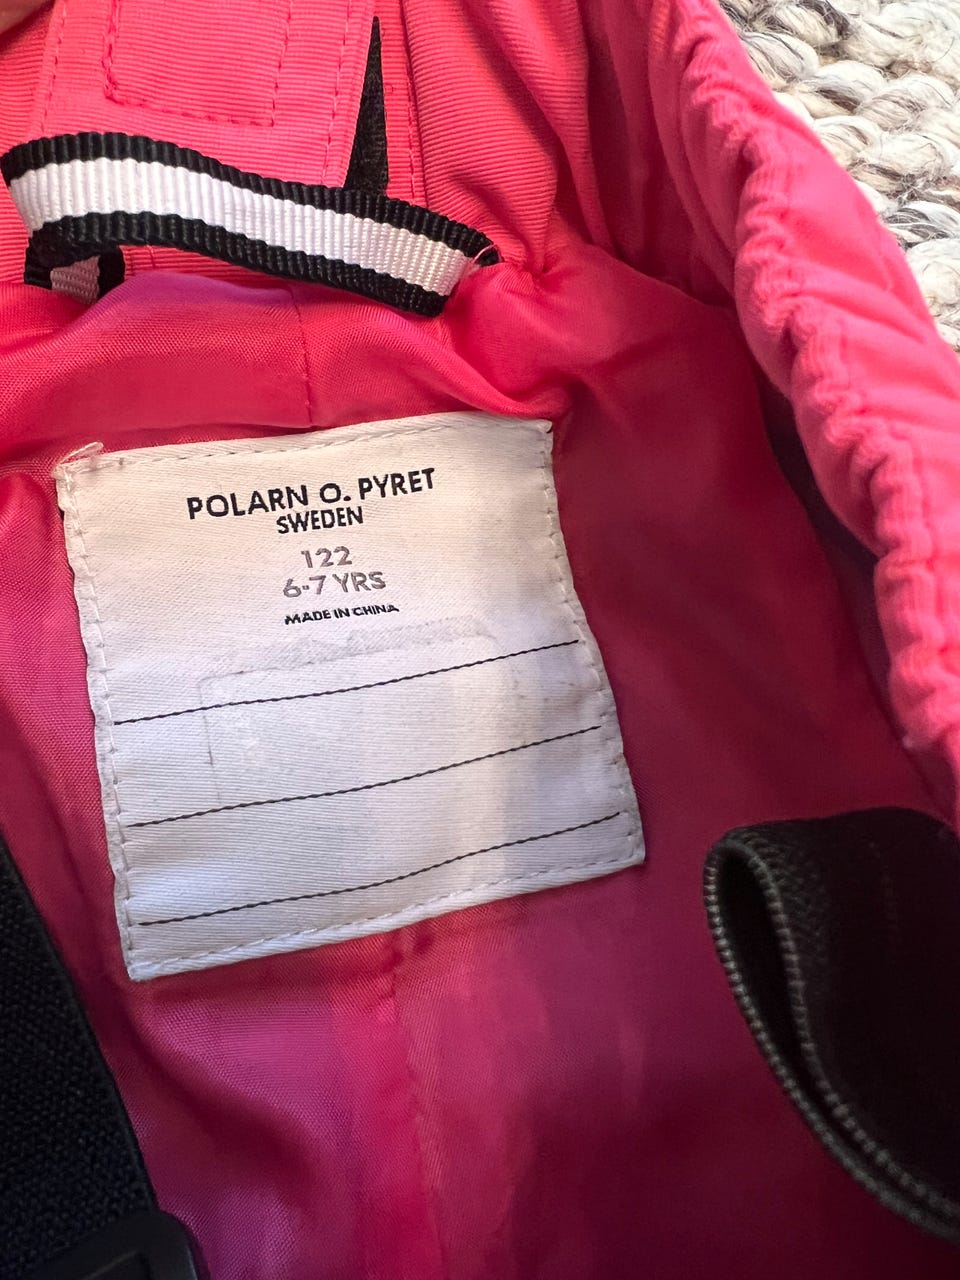 POLARN O. PYRET
SWEDEN
122
6-7 YRS
MADE IN CHINA